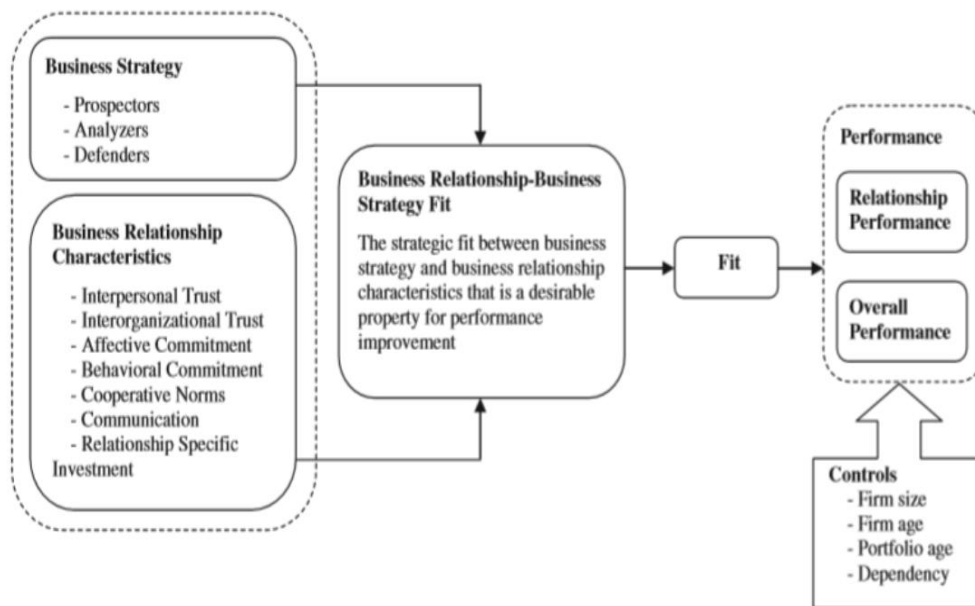 Business Strategy
- Prospectors
- Analyzers
- Defenders
Business Relationship
Characteristics
- Interpersonal Trust
- Interorganizational Trust
- Affective Commitment
- Behavioral Commitment
- Cooperative Norms
- Communication
- Relationship Specific
Investment
Business Relationship-Business
Strategy Fit
The strategic fit between business
strategy and business relationship
characteristics that is a desirable
property for performance
improvement
Fit
Performance
Relationship
Performance
Overall
Performance
Controls
- Firm size
- Firm age
- Portfolio age
- Dependency